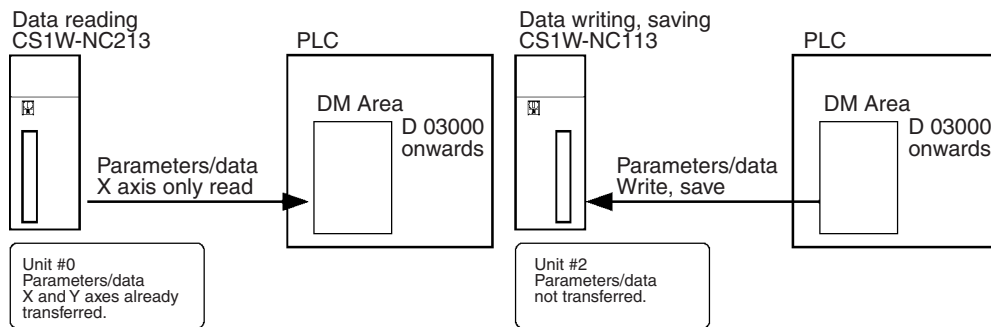 Data reading
CS1W-NC213
PLC
DM Area
D 03000
onwards
Parameters/data
X axis only read
Unit #0
Parameters/data
X and Y axes already
transferred.
Data writing, saving
CS1W-NC113
PLC
DM Area
D 03000
onwards
Parameters/data
Write, save
Unit #2
Parameters/data
not transferred.